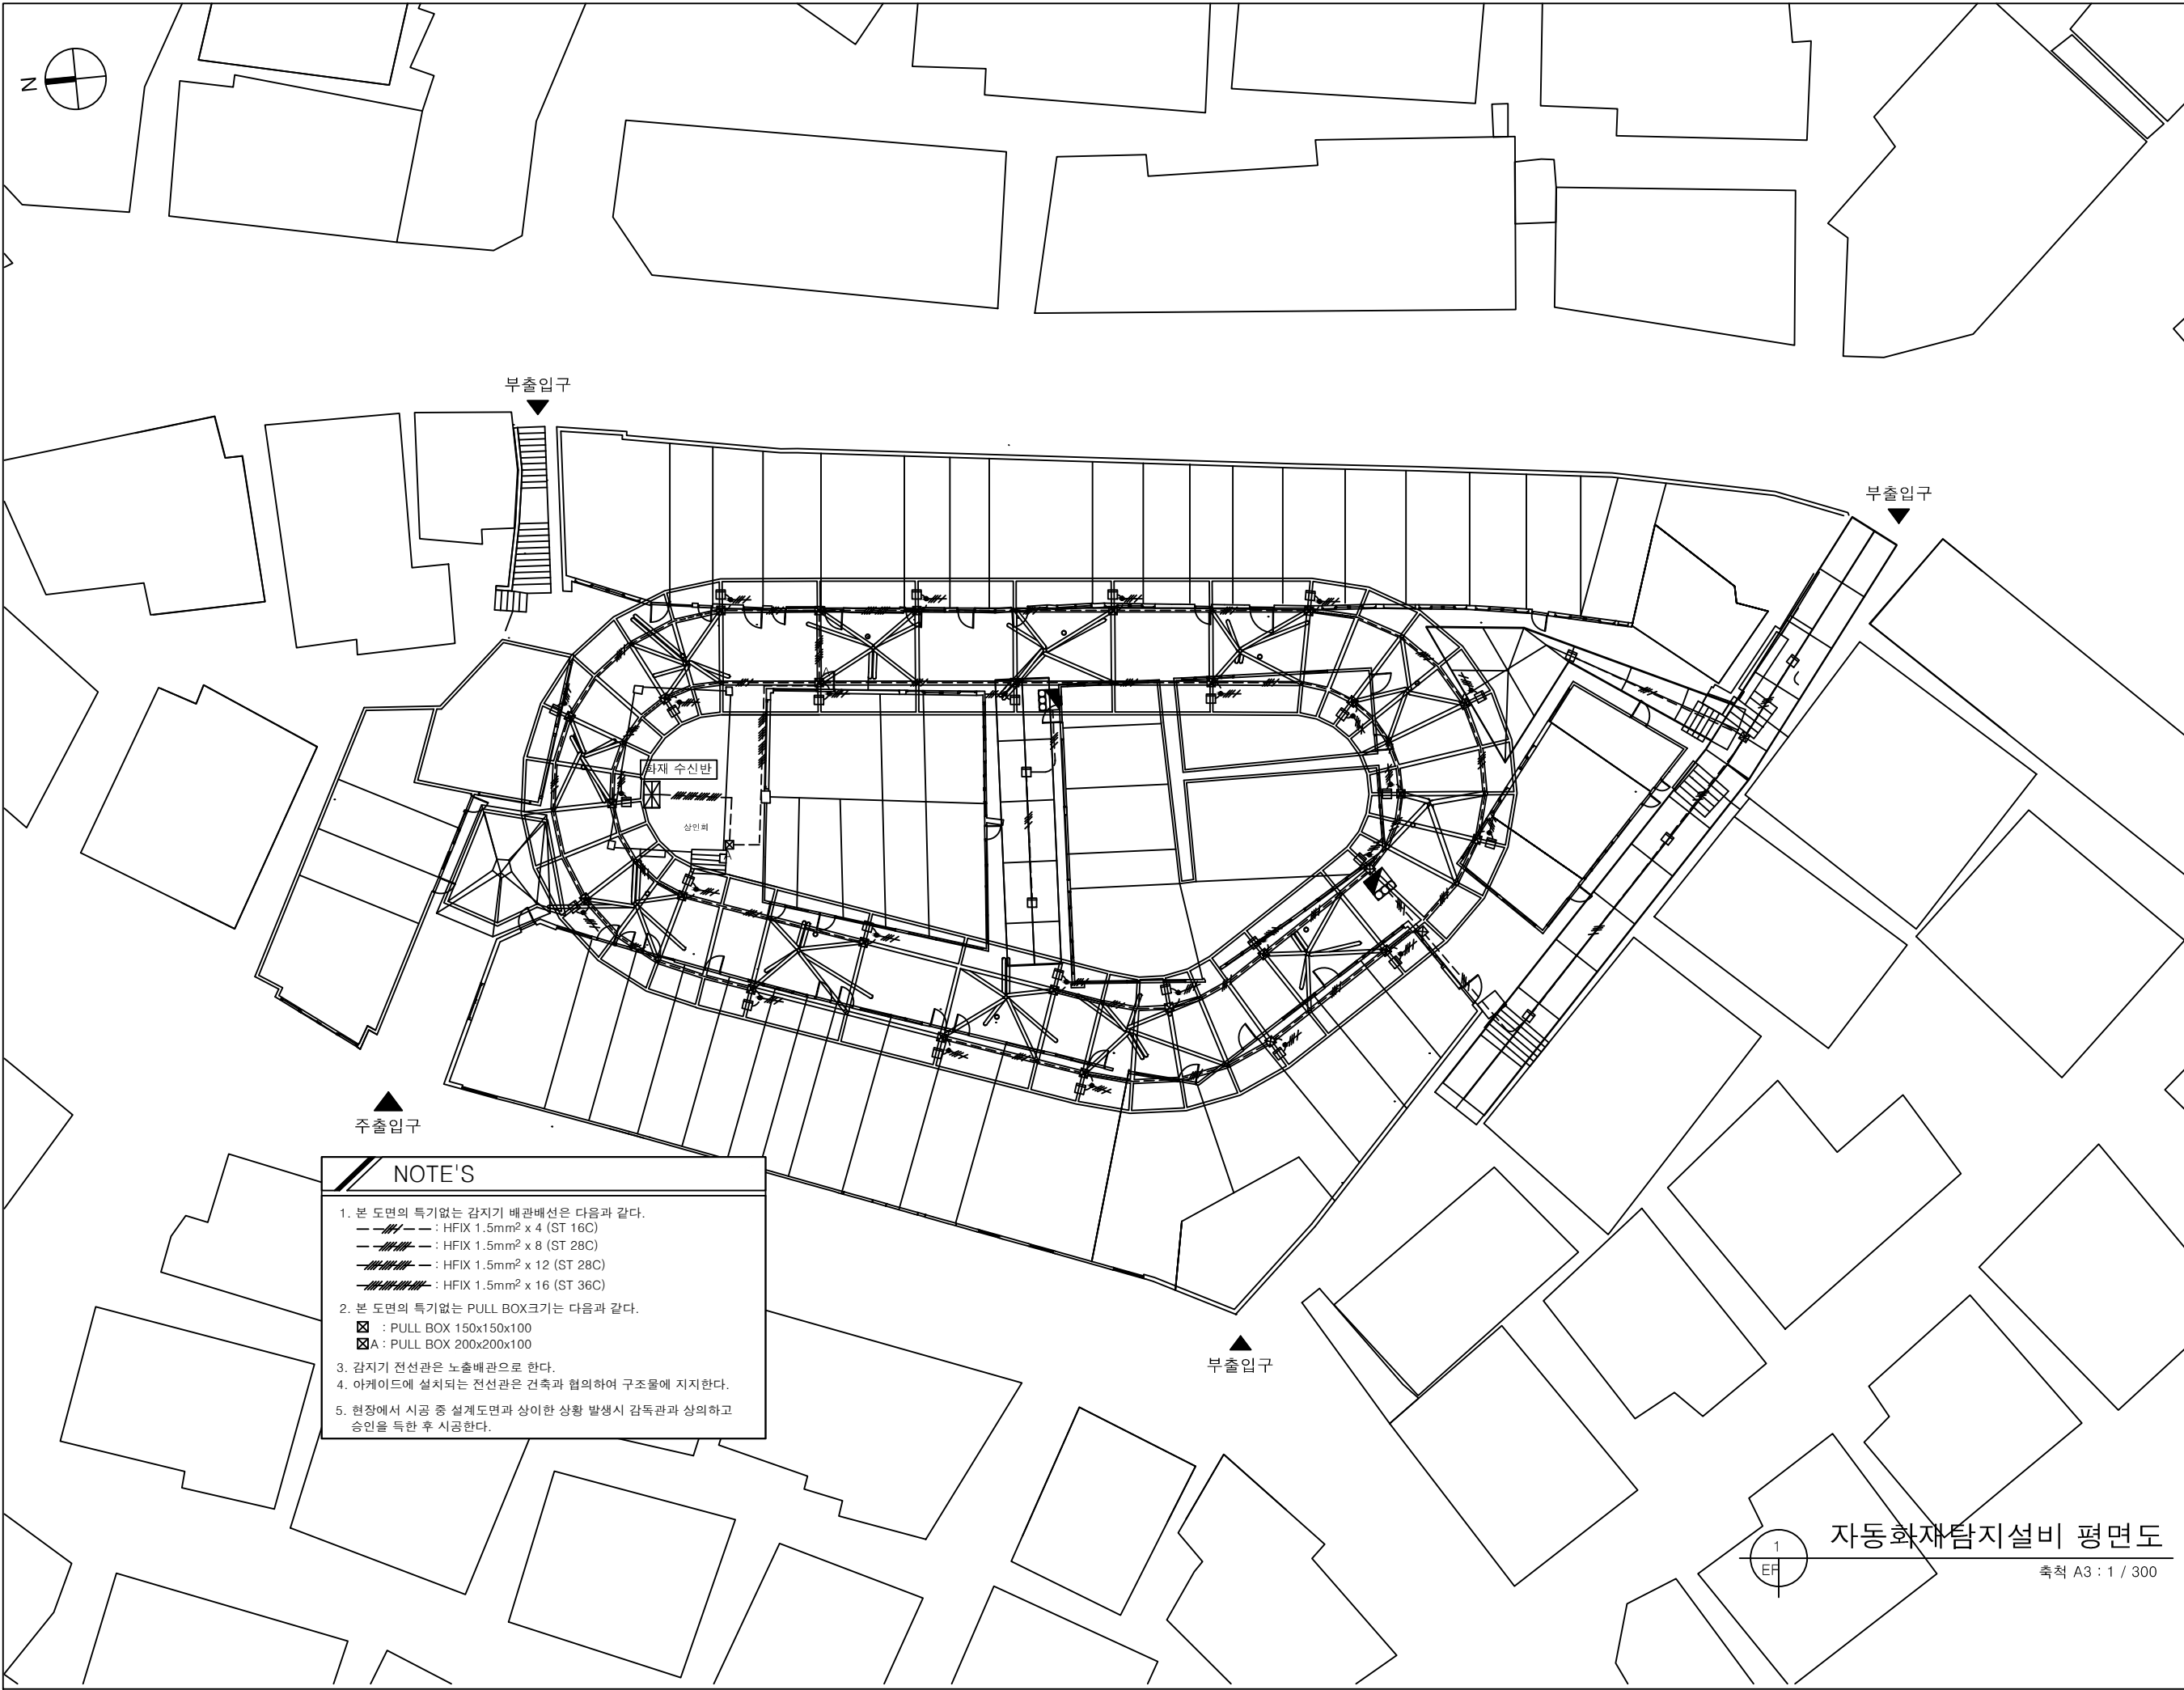 N
부출입구
부출입구
화재 수신반
상인회
A
A
주출입구
부출입구
NOTE'S
1. 본 도면의 특기없는 감지기 배관배선은 다음과 같다.
: HFIX 1.5mm² x 4 (ST 16C)
: HFIX 1.5mm² x 8 (ST 28C)
: HFIX 1.5mm² x 12 (ST 28C)
: HFIX 1.5mm² x 16 (ST 36C)
2. 본 도면의 특기없는 PULL BOX크기는 다음과 같다.
: PULL BOX 150x150x100
A : PULL BOX 200x200x100
3. 감지기 전선관은 노출배관으로 한다.
4. 아케이드에 설치되는 전선관은 건축과 협의하여 구조물에 지지한다.
5. 현장에서 시공 중 설계도면과 상이한 상황 발생시 감독관과 상의하고
승인을 득한 후 시공한다.
1
EF
자동화재탐지설비 평면도
축척 A3 : 1 / 300